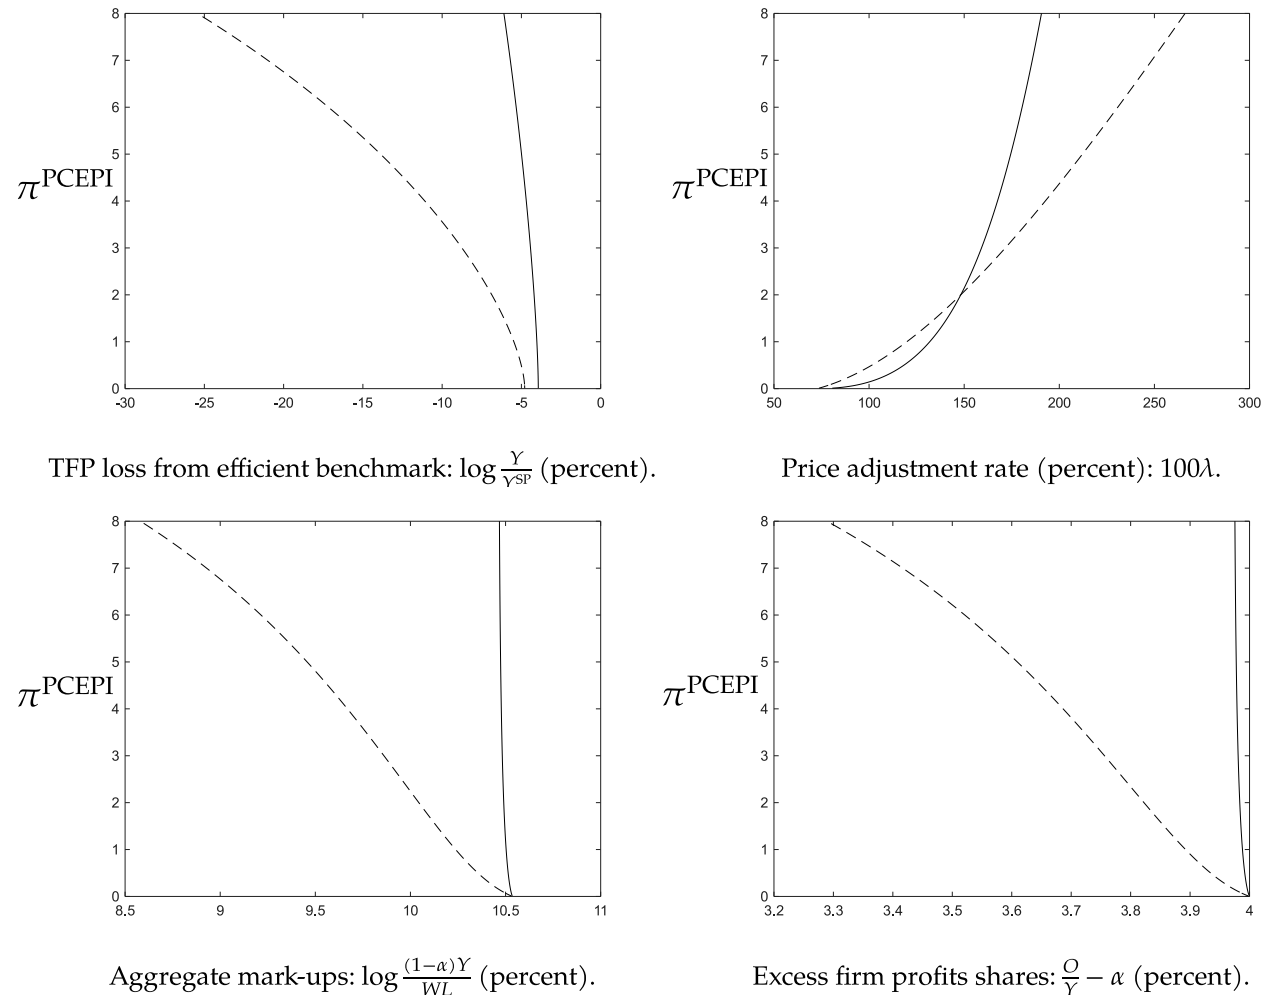 8 8
7 7
6 6
5 5
π^PCEPI 4 π^PCEPI 4
3 3
2 2
1 1
0 0
-30 -25 -20 -15 -10 -5 0 50 100 150 200 250 300
TFP loss from efficient benchmark: log Y/Y^SP (percent). Price adjustment rate (percent): 100λ.
8 8
7 7
6 6
5 5
π^PCEPI 4 π^PCEPI 4
3 3
2 2
1 1
0 0
8.5 9 9.5 10 10.5 11 3.2 3.3 3.4 3.5 3.6 3.7 3.8 3.9 4
Aggregate mark-ups: log (1−α)Y/WL (percent). Excess firm profits shares: O/Y − α (percent).